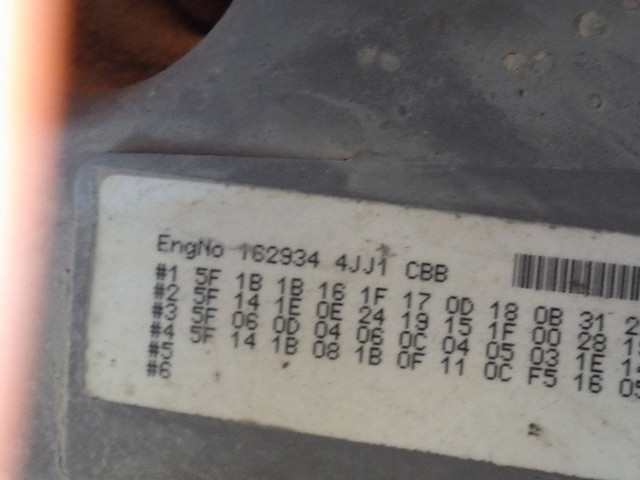 EngNo 162934 4JJ1 CBB
#1 5F 1B 1B 16 1F 17 0D 18 0B 31
#2 5F 14 1E 0E 24 19 15 1F 00 28
#3 5F 06 0D 04 06 0C 04 05 03 1E
#4 5F 14 1B 08 1B 0F 11 0C F5 16 05
#5
#6